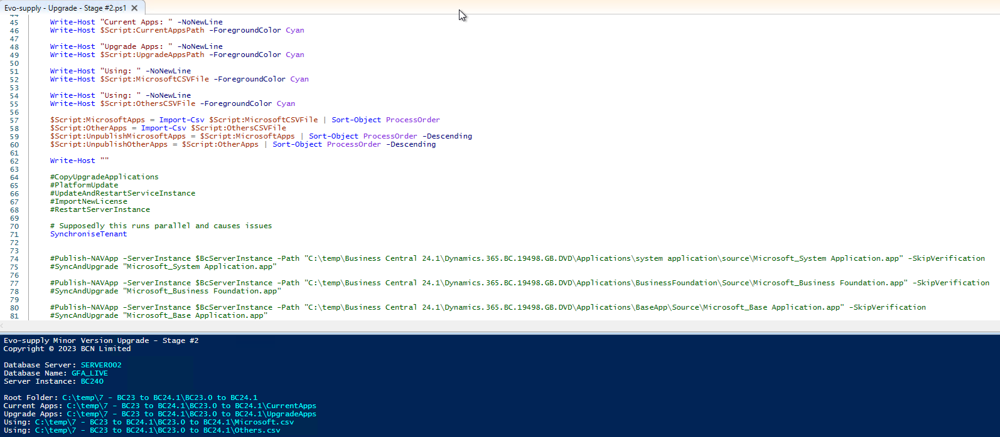 Evo-supply - Upgrade - Stage #2.ps1
44
45 Write-Host "Current Apps: " -NoNewLine
46 Write-Host $Script:CurrentAppsPath -ForegroundColor Cyan
47
48 Write-Host "Upgrade Apps: " -NoNewLine
49 Write-Host $Script:UpgradeAppsPath -ForegroundColor Cyan
50
51 Write-Host "Using: " -NoNewLine
52 Write-Host $Script:MicrosoftCSVFile -ForegroundColor Cyan
53
54 Write-Host "Using: " -NoNewLine
55 Write-Host $Script:OthersCSVFile -ForegroundColor Cyan
56
57 $Script:MicrosoftApps = Import-Csv $Script:MicrosoftCSVFile | Sort-Object ProcessOrder
58 $Script:OtherApps = Import-Csv $Script:OthersCSVFile
59 $Script:UnpublishMicrosoftApps = $Script:MicrosoftApps | Sort-Object ProcessOrder -Descending
60 $Script:UnpublishOtherApps = $Script:OtherApps | Sort-Object ProcessOrder -Descending
61
62 Write-Host ""
63
64 #CopyUpgradeApplications
65 #PlatformUpdate
66 #UpdateAndRestartServiceInstance
67 #ImportNewLicense
68 #RestartServerInstance
69
70 # Supposedly this runs parallel and causes issues
71 SynchroniseTenant
72
73
74 #Publish-NAVApp -ServerInstance $BcServerInstance -Path "C:\temp\Business Central 24.1\Dynamics.365.BC.19498.GB.DVD\Applications\system application\source\Microsoft_System Application.app" -SkipVerification
75 #SyncAndUpgrade "Microsoft_System Application.app"
76
77 #Publish-NAVApp -ServerInstance $BcServerInstance -Path "C:\temp\Business Central 24.1\Dynamics.365.BC.19498.GB.DVD\Applications\BusinessFoundation\Source\Microsoft_Business Foundation.app" -SkipVerification
78 #SyncAndUpgrade "Microsoft_Business Foundation.app"
79
80 #Publish-NAVApp -ServerInstance $BcServerInstance -Path "C:\temp\Business Central 24.1\Dynamics.365.BC.19498.GB.DVD\Applications\BaseApp\Source\Microsoft_Base Application.app" -SkipVerification
81 #SyncAndUpgrade "Microsoft_Base Application.app"
Evo-supply Minor Version Upgrade - Stage #2
Copyright © 2023 BCN Limited
Database Server: SERVER002
Database Name: GFA_LIVE
Server Instance: BC240
Root Folder: C:\temp\7 - BC23 to BC24.1\BC23.0 to BC24.1
Current Apps: C:\temp\7 - BC23 to BC24.1\BC23.0 to BC24.1\CurrentApps
Upgrade Apps: C:\temp\7 - BC23 to BC24.1\BC23.0 to BC24.1\UpgradeApps
Using: C:\temp\7 - BC23 to BC24.1\BC23.0 to BC24.1\Microsoft.csv
Using: C:\temp\7 - BC23 to BC24.1\BC23.0 to BC24.1\Others.csv